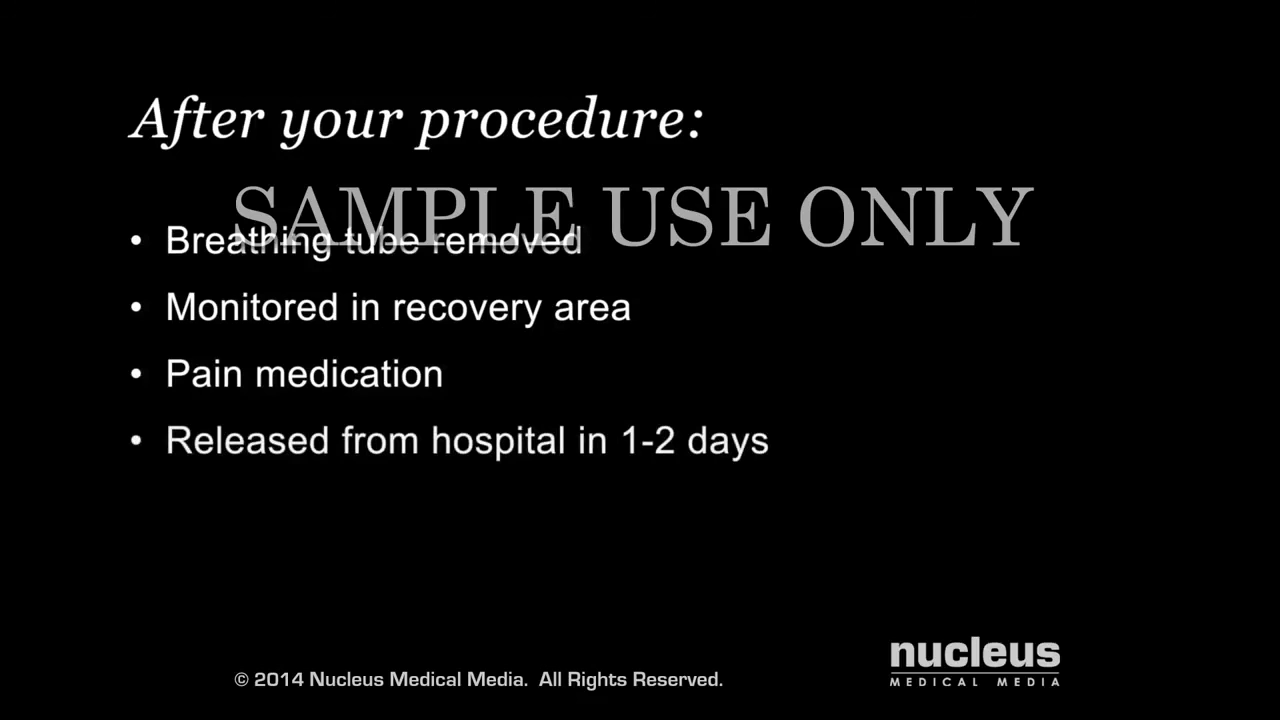 After your procedure:
SAMPLE USE ONLY
• Breathing tube removed
• Monitored in recovery area
• Pain medication
• Released from hospital in 1-2 days
nucleus
MEDICAL MEDIA
© 2014 Nucleus Medical Media. All Rights Reserved.